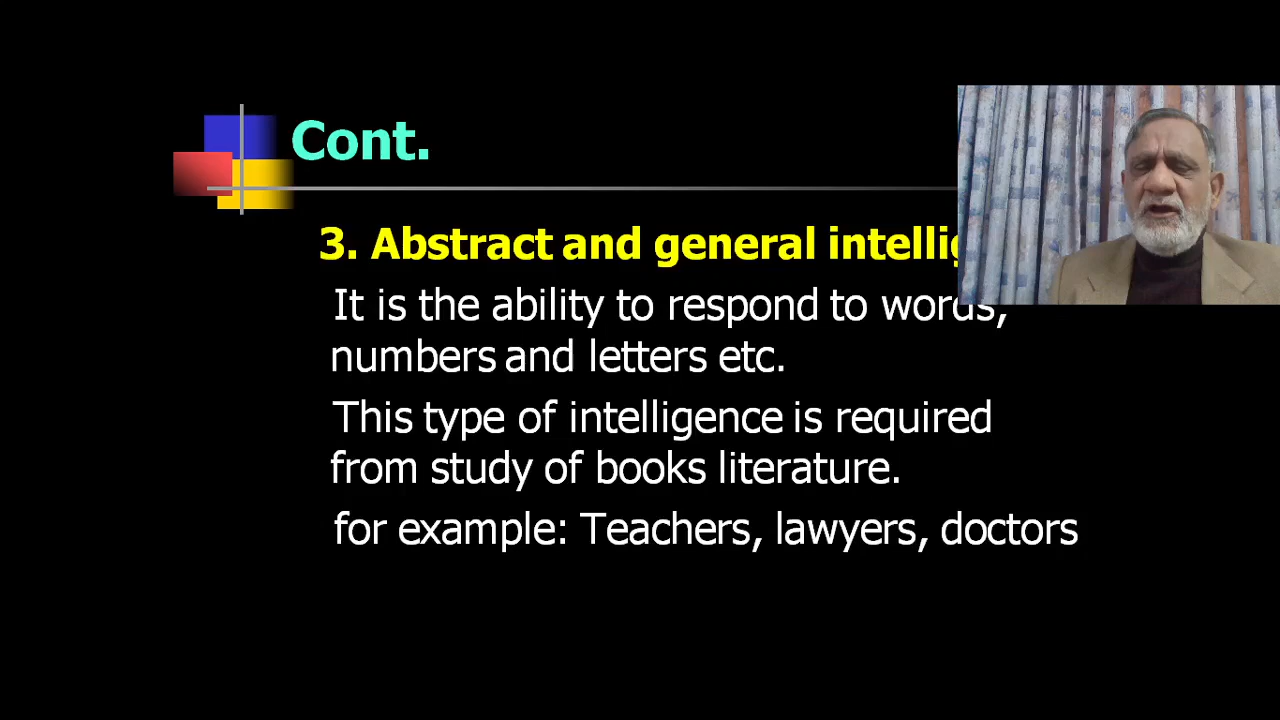 Cont.
3. Abstract and general
It is the ability to respond to words,
numbers and letters etc.
This type of intelligence is required
from study of books literature.
for example: Teachers, lawyers, doctors